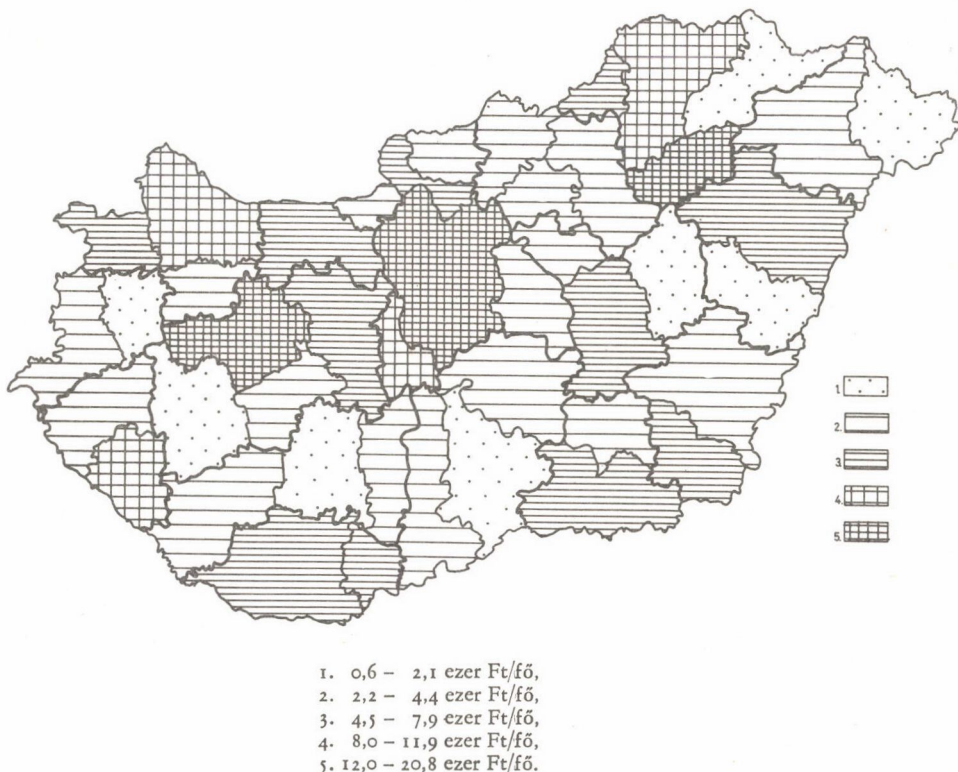 1.
2.
3.
4.
5.
1. 0,6 – 2,1 ezer Ft/fő,
2. 2,2 – 4,4 ezer Ft/fő,
3. 4,5 – 7,9 ezer Ft/fő,
4. 8,0 – 11,9 ezer Ft/fő,
5. 12,0 – 20,8 ezer Ft/fő.